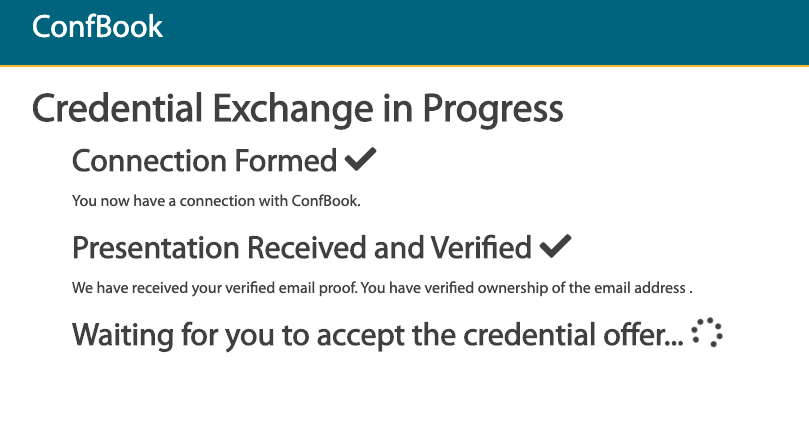 ConfBook
Credential Exchange in Progress
Connection Formed
You now have a connection with ConfBook.
Presentation Received and Verified
We have received your verified email proof. You have verified ownership of the email address .
Waiting for you to accept the credential offer...